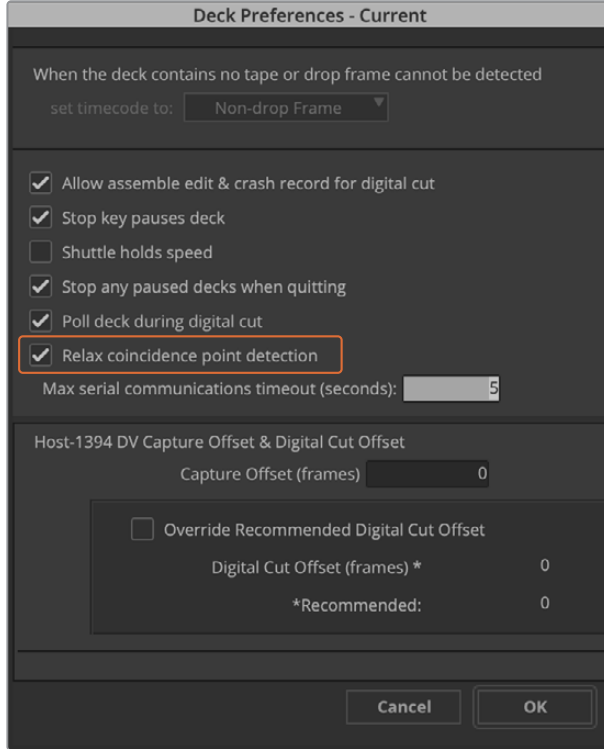 Deck Preferences - Current
When the deck contains no tape or drop frame cannot be detected
set timecode to: Non-drop Frame
Allow assemble edit & crash record for digital cut
Stop key pauses deck
Shuttle holds speed
Stop any paused decks when quitting
Poll deck during digital cut
Relax coincidence point detection
Max serial communications timeout (seconds): 5
Host-1394 DV Capture Offset & Digital Cut Offset
Capture Offset (frames) 0
Override Recommended Digital Cut Offset
Digital Cut Offset (frames) * 0
*Recommended: 0
Cancel OK